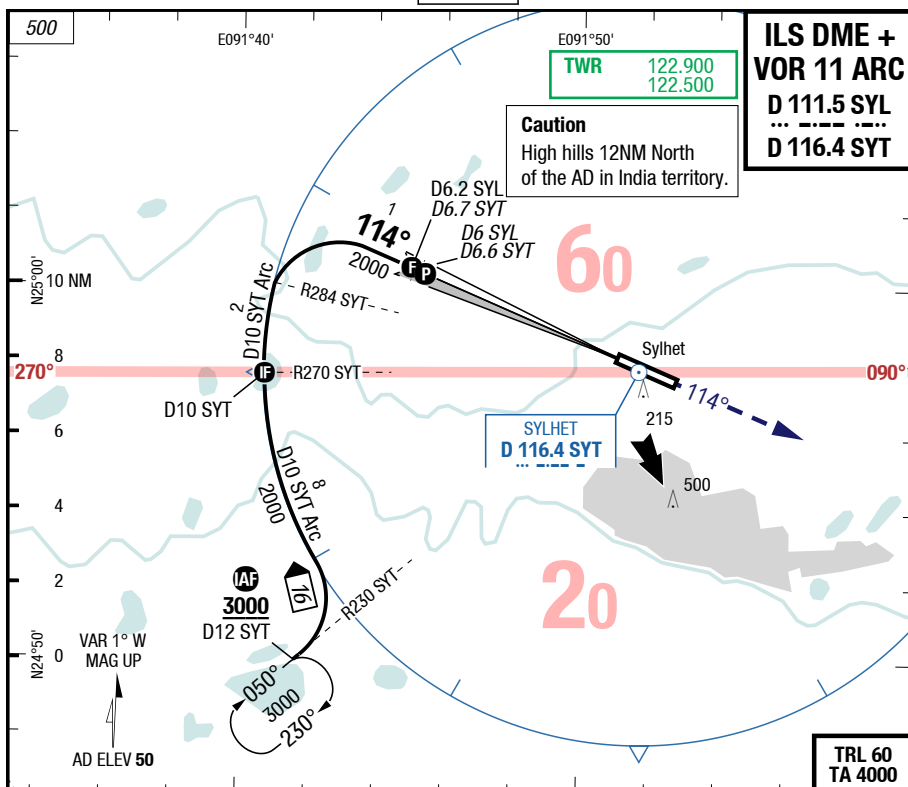 500
E091°40'
E091°50'
ILS DME +
VOR 11 ARC
D 111.5 SYL
D 116.4 SYT
TWR 122.900
122.500
Caution
High hills 12NM North
of the AD in India territory.
D6.2 SYL
D6.7 SYT
D6 SYL
D6.6 SYT
1
114°
2000
F
P
60
N25°00'
10 NM
2
D10 SYT Arc
R284 SYT
Sylhet
8
270°
IF
R270 SYT
090°
D10 SYT
114°
6
215
SYLHET
D 116.4 SYT
8
D10 SYT Arc
2000
4
500
2
IAF
3000
D12 SYT
16
R230 SYT
20
N24°50'
0
VAR 1° W
MAG UP
050°
3000
230°
AD ELEV 50
TRL 60
TA 4000